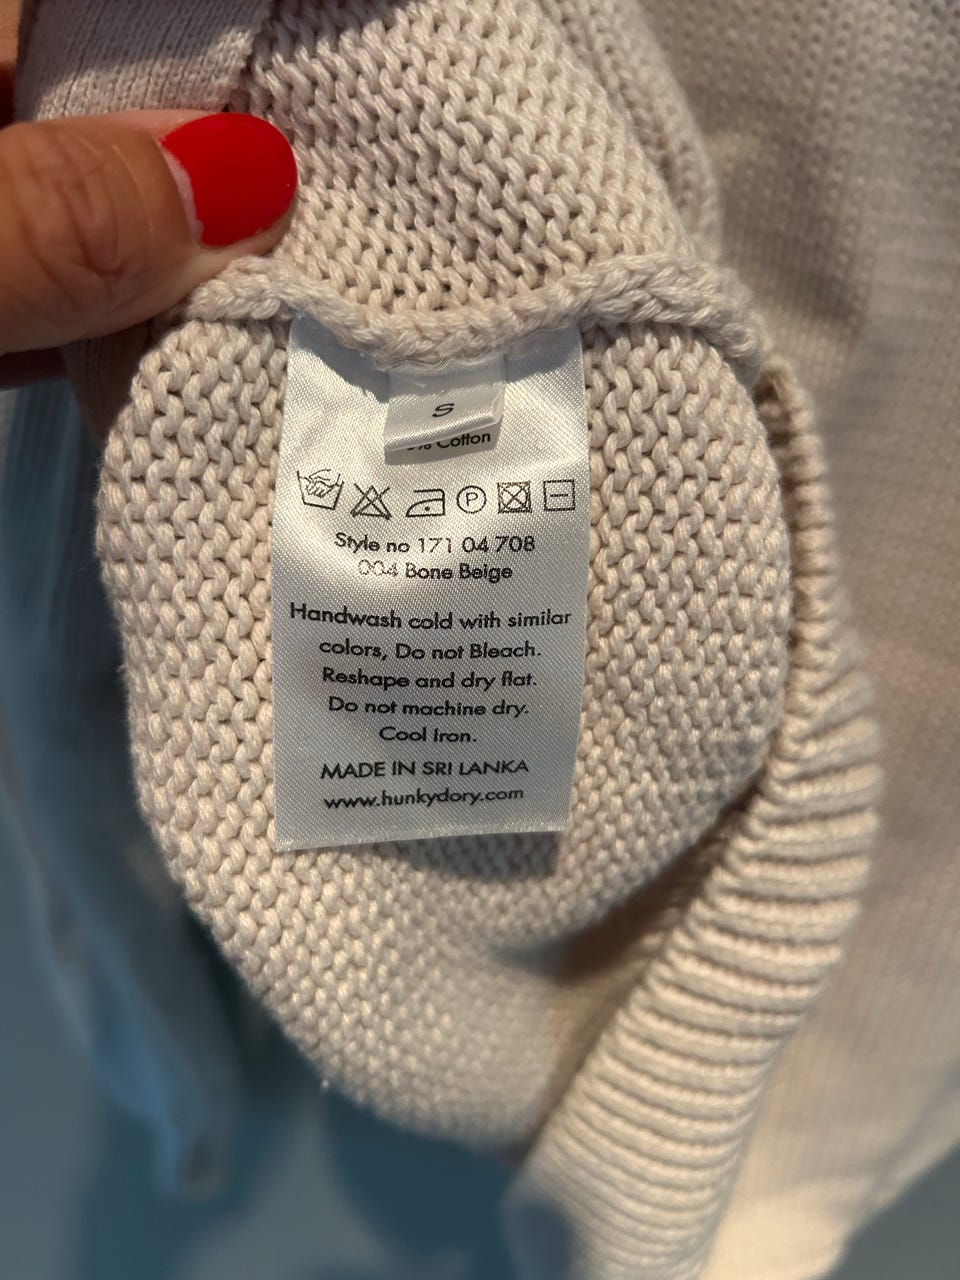 S
% Cotton
P
Style no 171 04 708
004 Bone Beige
Handwash cold with similar
colors, Do not Bleach.
Reshape and dry flat.
Do not machine dry.
Cool Iron.
MADE IN SRI LANKA
www.hunkydory.com